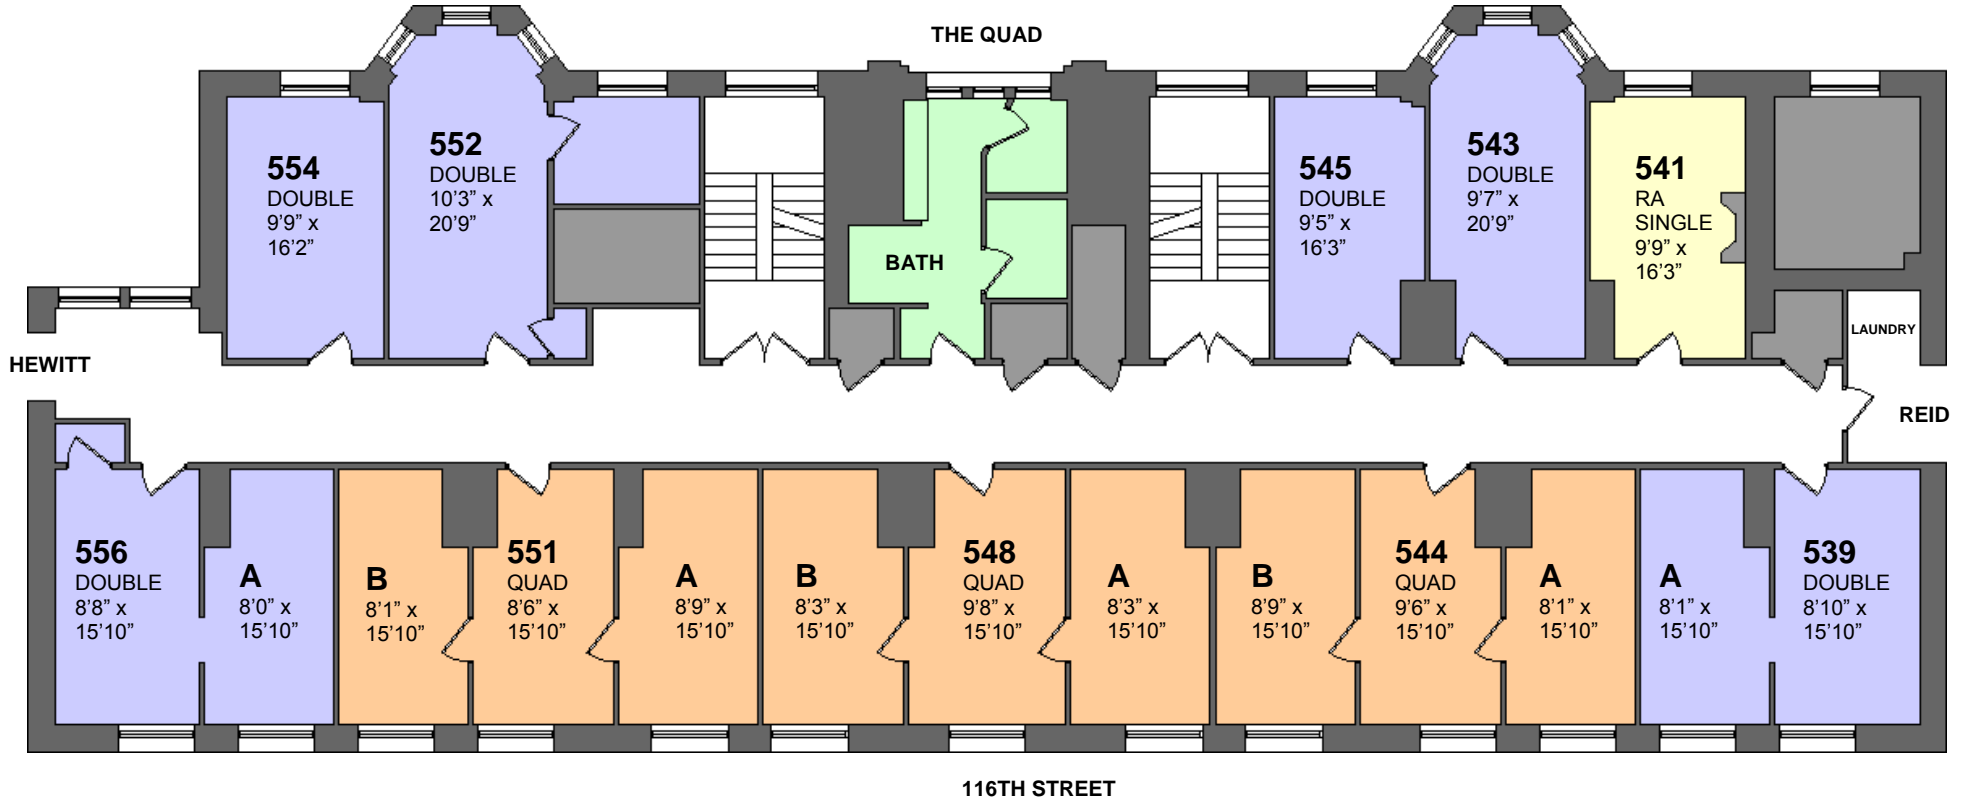 THE QUAD
554
DOUBLE
9’9” x
16’2”
552
DOUBLE
10’3” x
20’9”
BATH
545
DOUBLE
9’5” x
16’3”
543
DOUBLE
9’7” x
20’9”
541
RA
SINGLE
9’9” x
16’3”
LAUNDRY
HEWITT
REID
556
DOUBLE
8’8” x
15’10”
A
8’0” x
15’10”
B
8’1” x
15’10”
551
QUAD
8’6” x
15’10”
A
8’9” x
15’10”
B
8’3” x
15’10”
548
QUAD
9’8” x
15’10”
A
8’3” x
15’10”
B
8’9” x
15’10”
544
QUAD
9’6” x
15’10”
A
8’1” x
15’10”
A
8’1” x
15’10”
539
DOUBLE
8’10” x
15’10”
116TH STREET